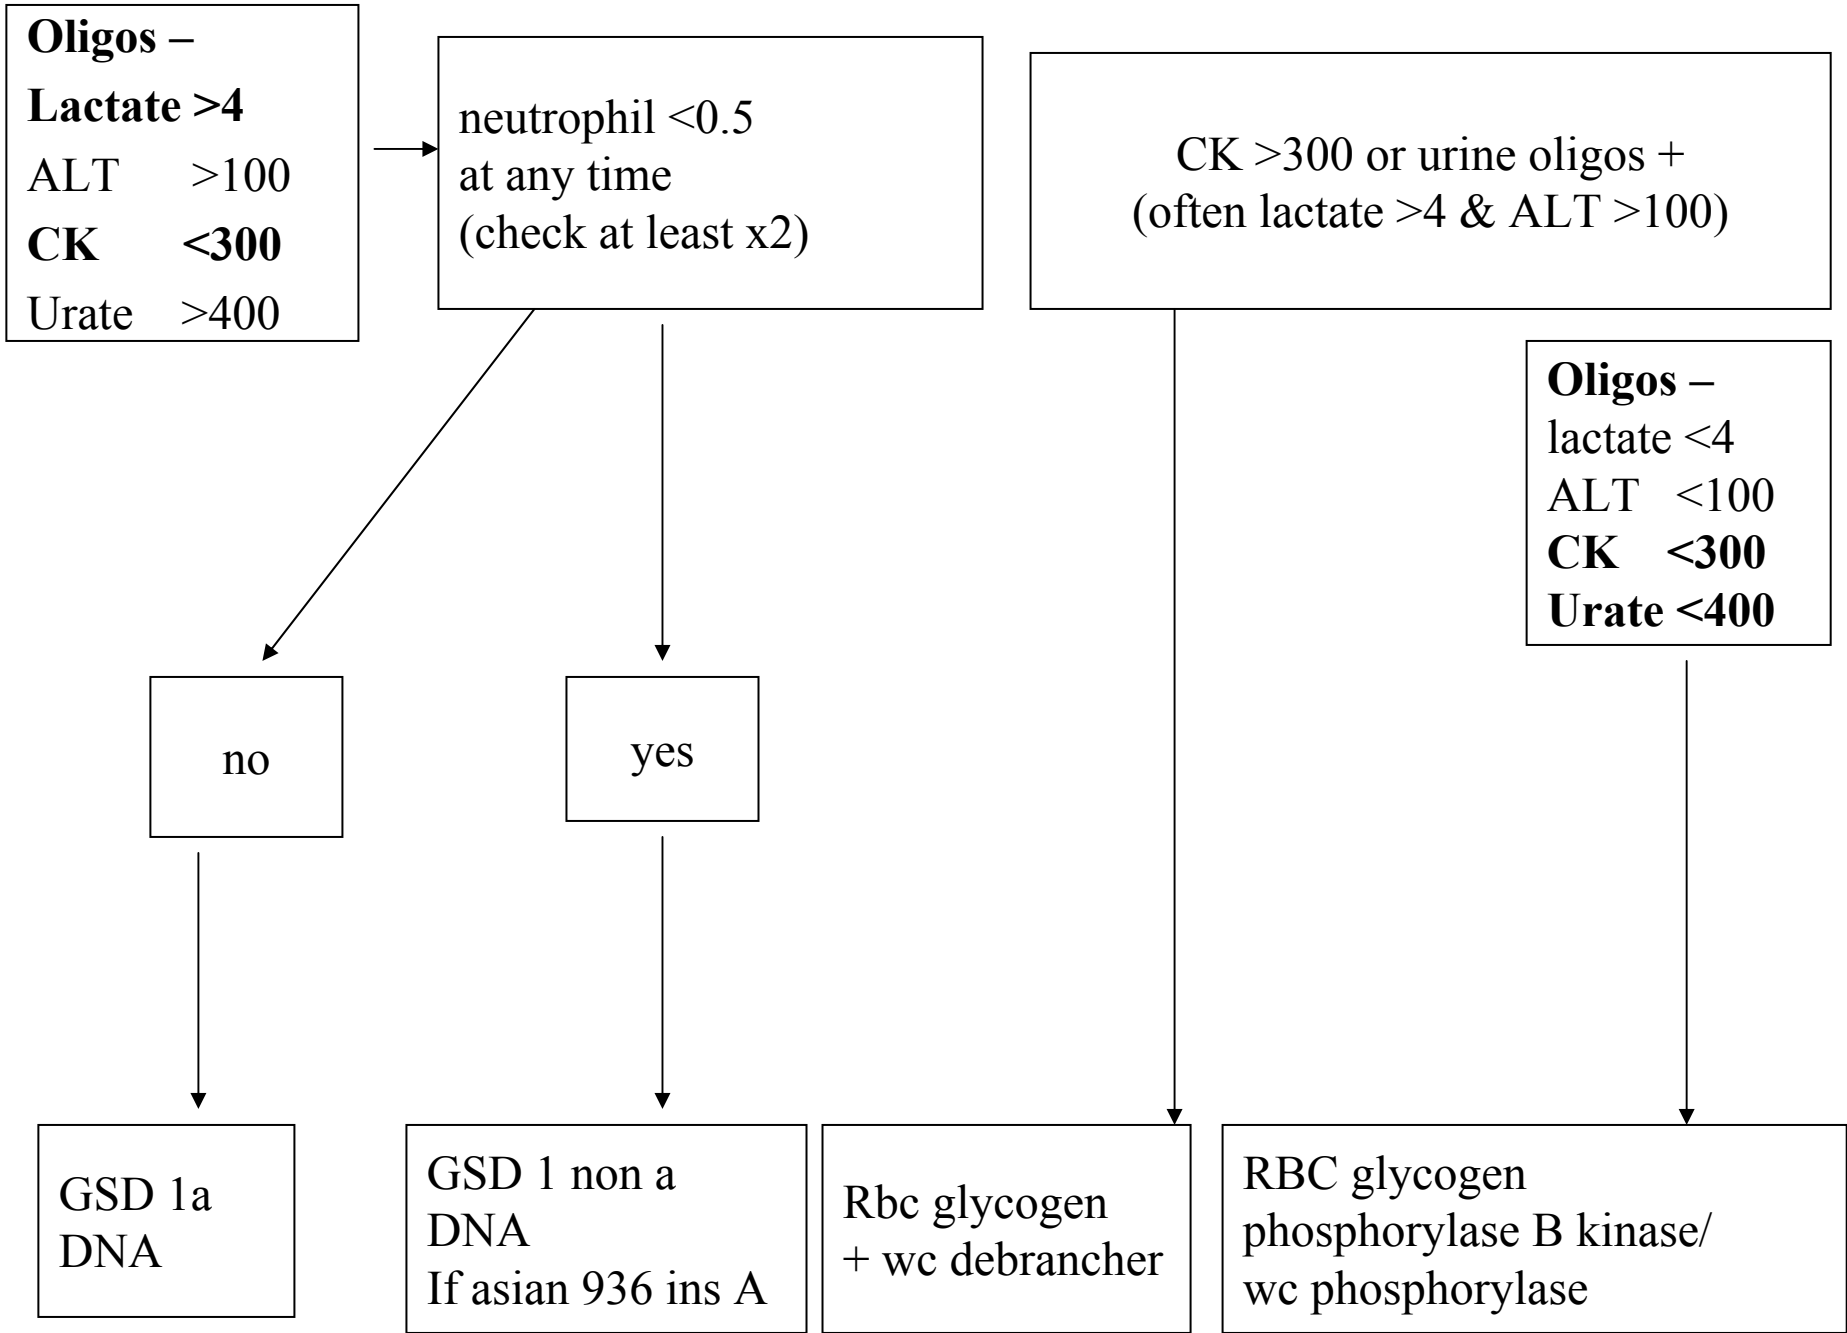 Oligos –
Lactate >4
ALT >100
CK <300
Urate >400
neutrophil <0.5
at any time
(check at least x2)
CK >300 or urine oligos +
(often lactate >4 & ALT >100)
Oligos –
lactate <4
ALT <100
CK <300
Urate <400
no
yes
GSD 1a
DNA
GSD 1 non a
DNA
If asian 936 ins A
Rbc glycogen
+ wc debrancher
RBC glycogen
phosphorylase B kinase/
wc phosphorylase